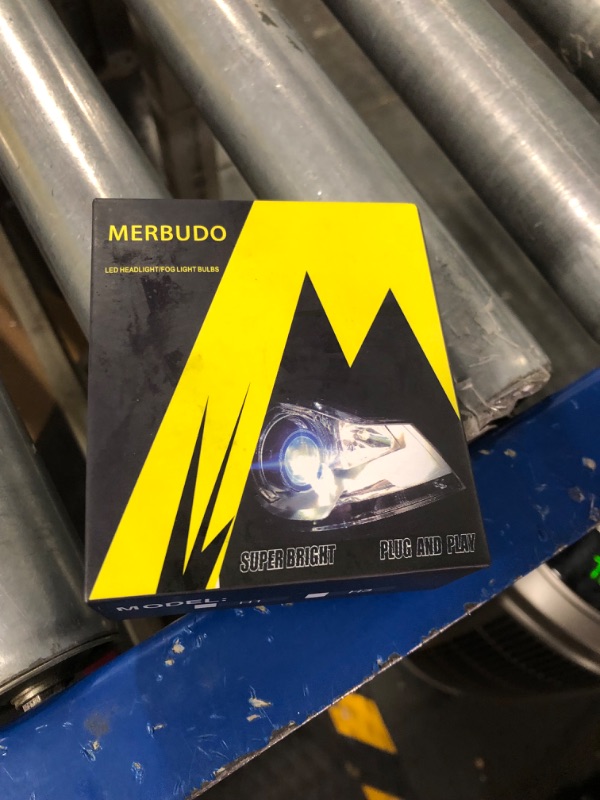 MERBUDO
LED HEADLIGHT/FOG LIGHT BULBS
SUPER BRIGHT
PLUG AND PLAY
MODEL: